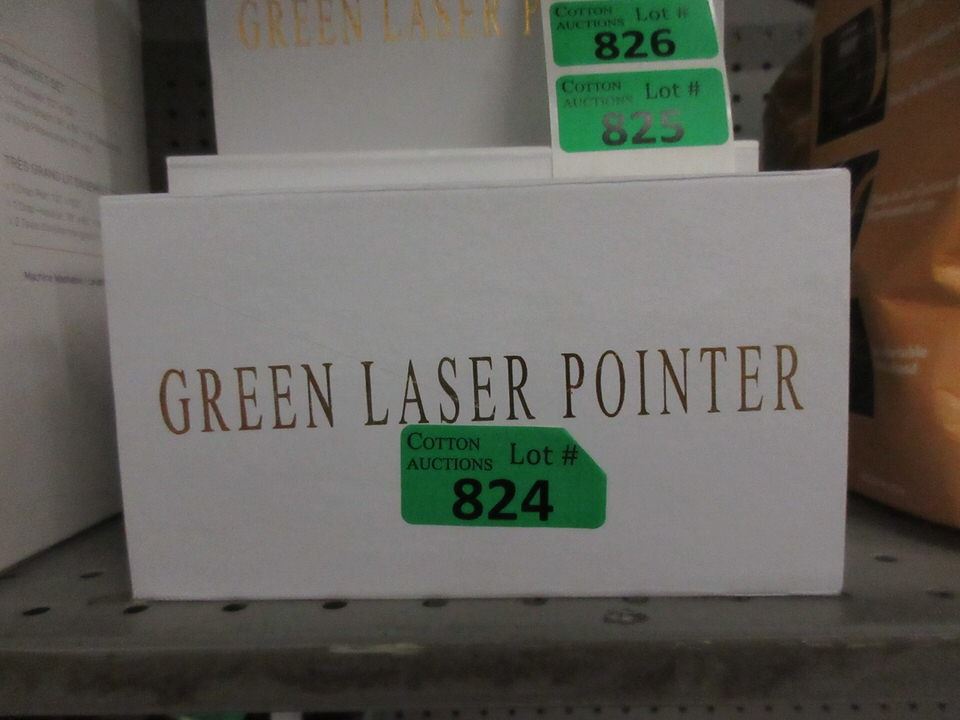 GREEN LASER P
COTTON AUCTIONS Lot #
826
COTTON AUCTIONS Lot #
825
GREEN LASER POINTER
COTTON AUCTIONS Lot #
824